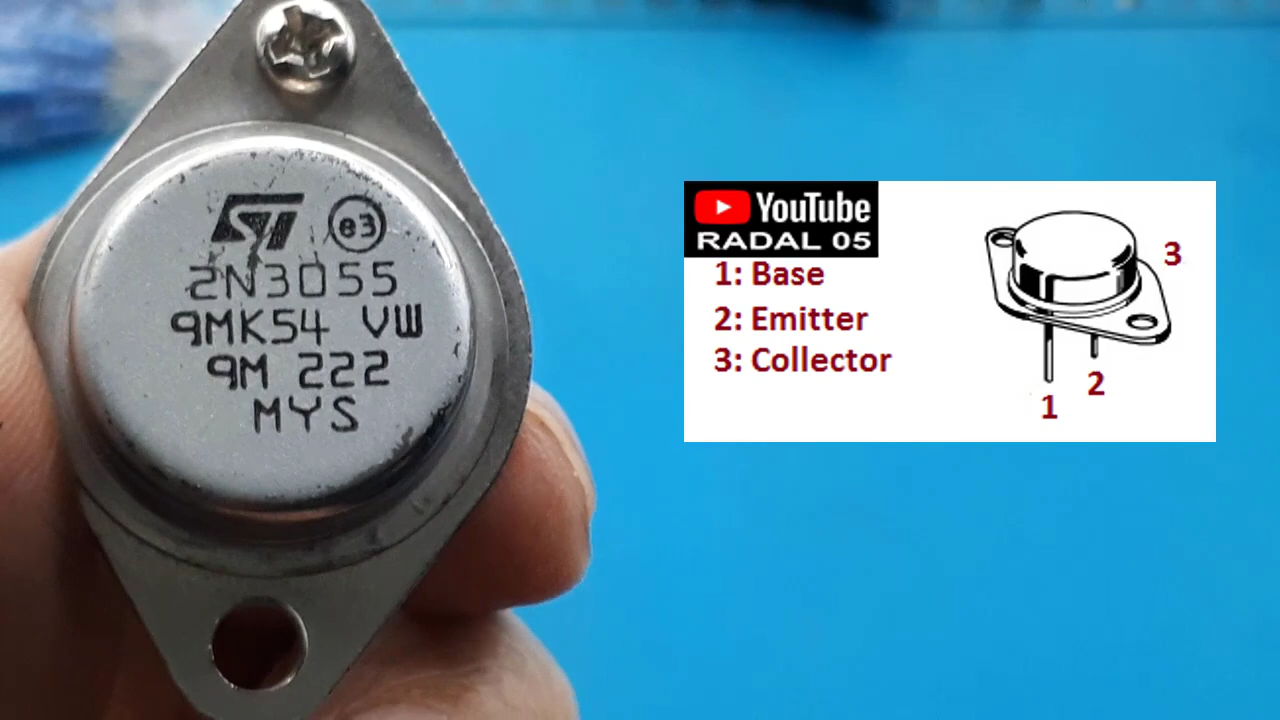 ST e3
2N3055
9MK54 VW
9M 222
MYS
YouTube
RADAL 05
1: Base
2: Emitter
3: Collector
3
2
1